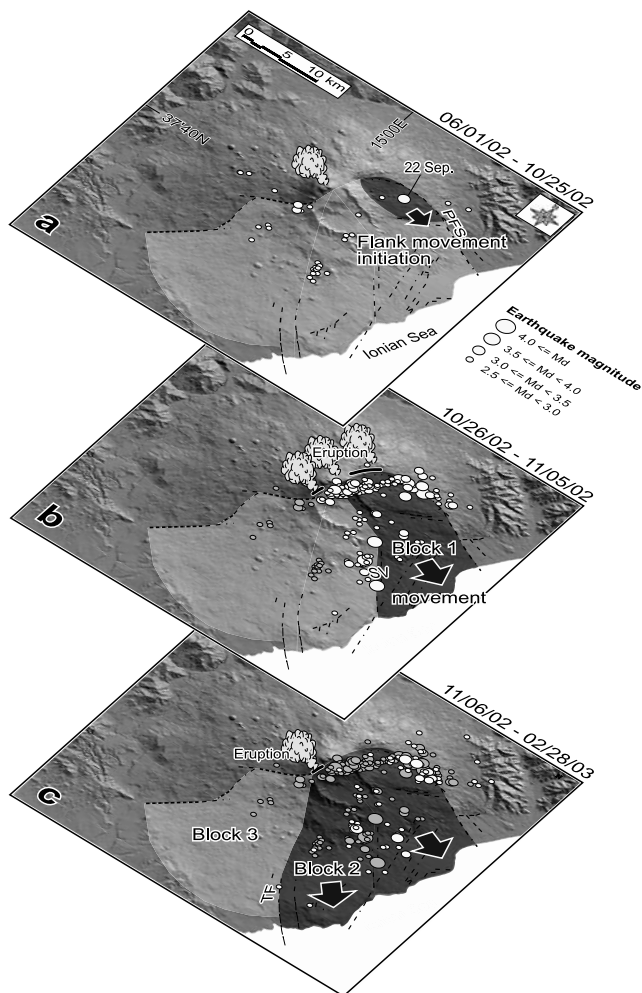 0 5 10 km
37°40N
15°00E
06/01/02 - 10/25/02
22 Sep.
PFS
Flank movement
initiation
a
Ionian Sea
Earthquake magnitude
4.0 <= Md
3.5 <= Md < 4.0
3.0 <= Md < 3.5
2.5 <= Md < 3.0
10/26/02 - 11/05/02
Eruption
b
Block 1
SV
movement
11/06/02 - 02/28/03
Eruption
c
Block 3
Block 2
TF